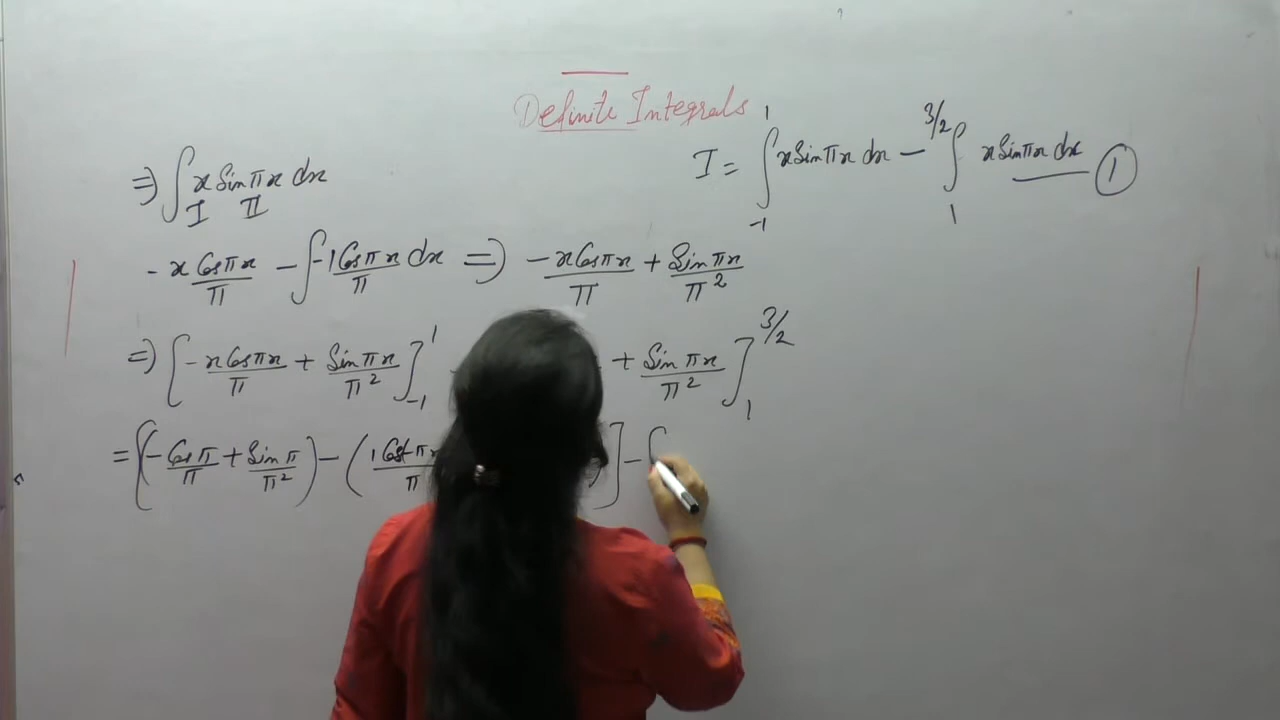 Definite Integrals
I = ∫_{-1}^{1} x Sin πx dx − ∫_{1}^{3/2} x Sin πx dx ①
⇒ ∫ x Sin πx dx
I II
- x Cos πx / π − ∫ -1 Cos πx / π dx ⇒ − x Cos πx / π + Sin πx / π²
⇒ [ - x Cos πx / π + Sin πx / π² ]_{-1}^{1} + Sin πx / π² ]_{1}^{3/2}
= [( - Cos π / π + Sin π / π² ) − ( 1 Cos -π / π ] − [